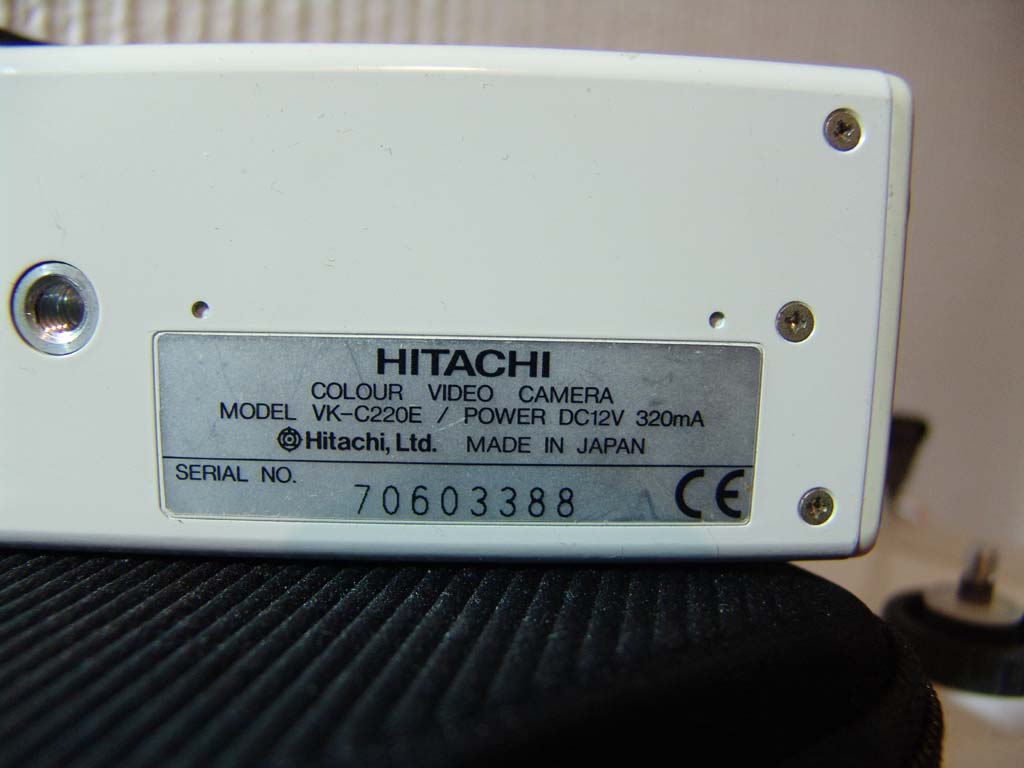 HITACHI
COLOUR VIDEO CAMERA
MODEL VK-C220E / POWER DC12V 320mA
Hitachi, Ltd. MADE IN JAPAN
SERIAL NO.
70603388
CE